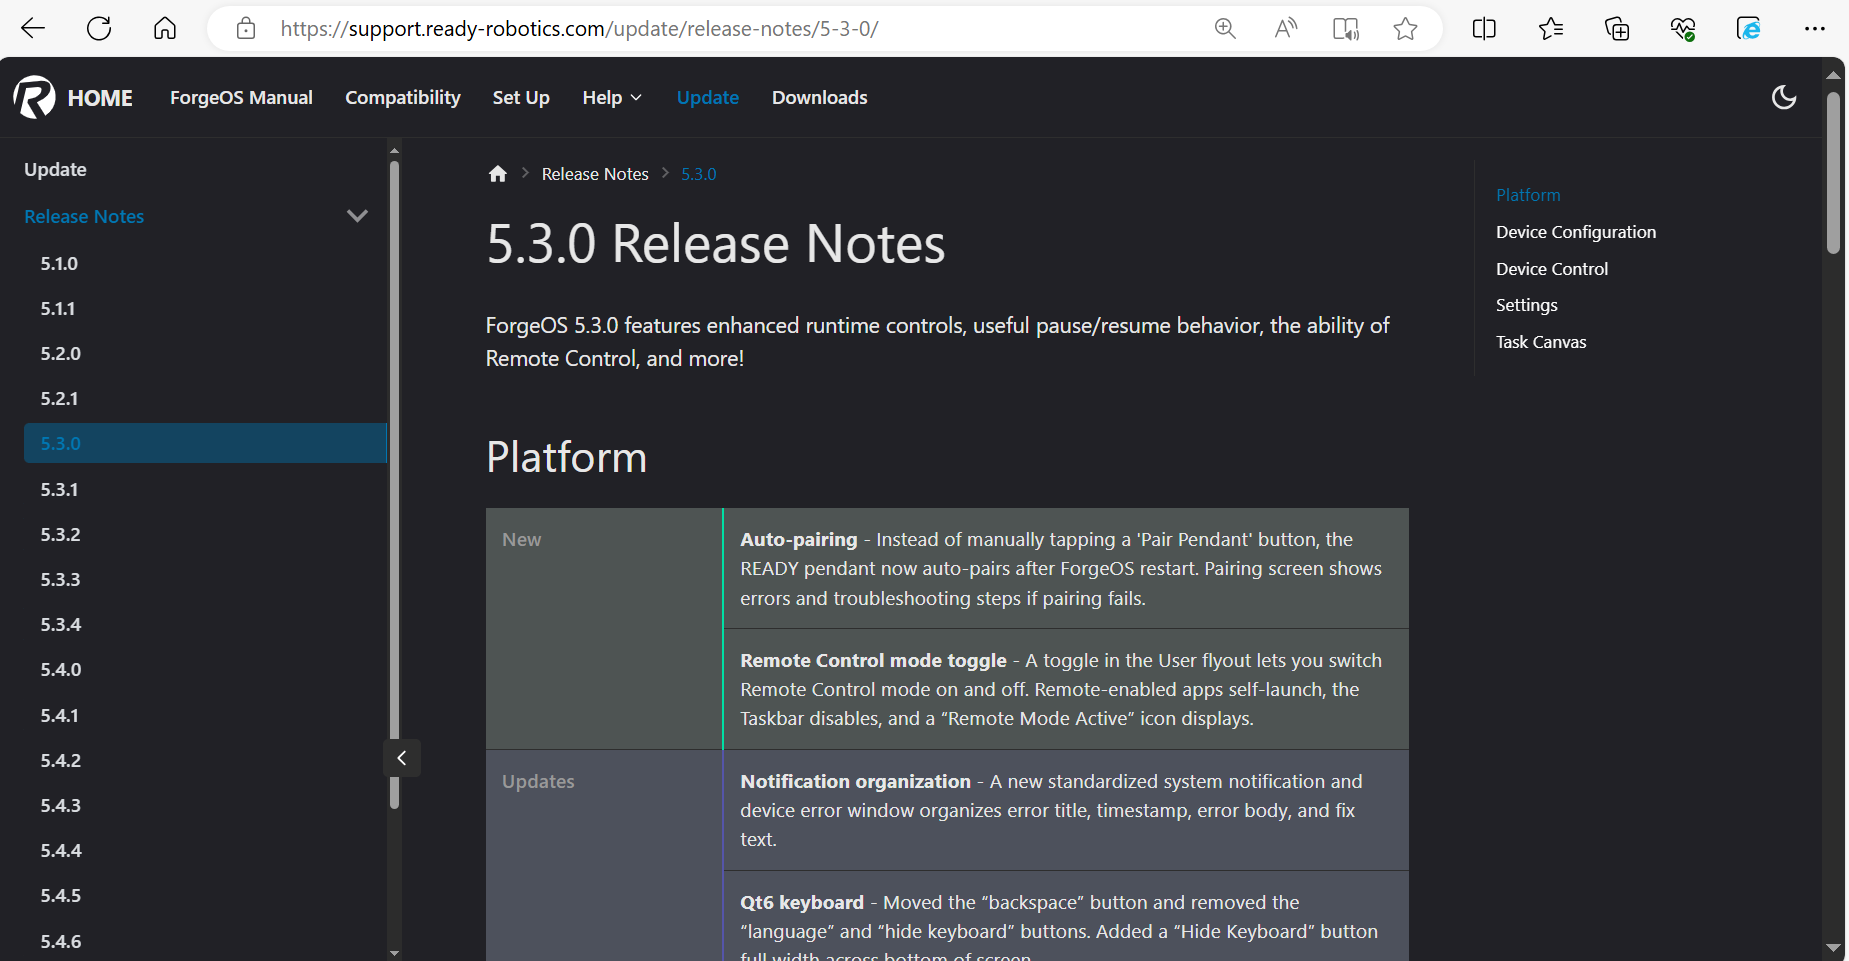 https://support.ready-robotics.com/update/release-notes/5-3-0/
HOME
ForgeOS Manual
Compatibility
Set Up
Help
Update
Downloads
Update
Release Notes
5.1.0
5.1.1
5.2.0
5.2.1
5.3.0
5.3.1
5.3.2
5.3.3
5.3.4
5.4.0
5.4.1
5.4.2
5.4.3
5.4.4
5.4.5
5.4.6
Release Notes
5.3.0
5.3.0 Release Notes
ForgeOS 5.3.0 features enhanced runtime controls, useful pause/resume behavior, the ability of
Remote Control, and more!
Platform
New
Auto-pairing - Instead of manually tapping a 'Pair Pendant' button, the
READY pendant now auto-pairs after ForgeOS restart. Pairing screen shows
errors and troubleshooting steps if pairing fails.
Remote Control mode toggle - A toggle in the User flyout lets you switch
Remote Control mode on and off. Remote-enabled apps self-launch, the
Taskbar disables, and a “Remote Mode Active” icon displays.
Updates
Notification organization - A new standardized system notification and
device error window organizes error title, timestamp, error body, and fix
text.
Qt6 keyboard - Moved the “backspace” button and removed the
“language” and “hide keyboard” buttons. Added a “Hide Keyboard” button
full width across bottom of screen.
Platform
Device Configuration
Device Control
Settings
Task Canvas